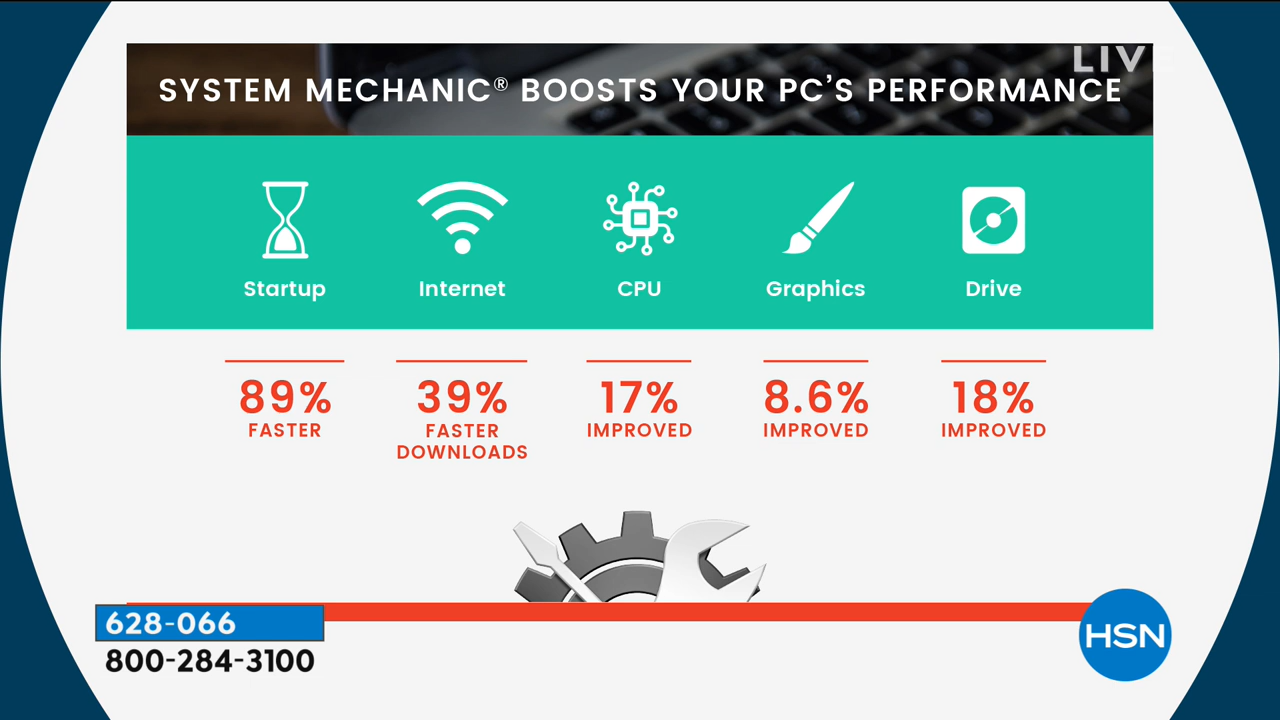 LIVE
SYSTEM MECHANIC® BOOSTS YOUR PC'S PERFORMANCE
Startup Internet CPU Graphics Drive
89% 39% 17% 8.6% 18%
FASTER FASTER IMPROVED IMPROVED IMPROVED
DOWNLOADS
628-066
800-284-3100
HSN